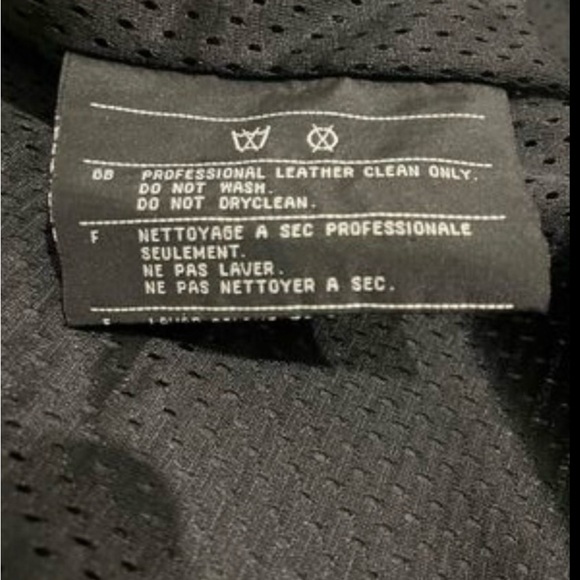 GB PROFESSIONAL LEATHER CLEAN ONLY.
DO NOT WASH.
DO NOT DRYCLEAN.
F NETTOYAGE A SEC PROFESSIONALE
SEULEMENT.
NE PAS LAVER.
NE PAS NETTOYER A SEC.